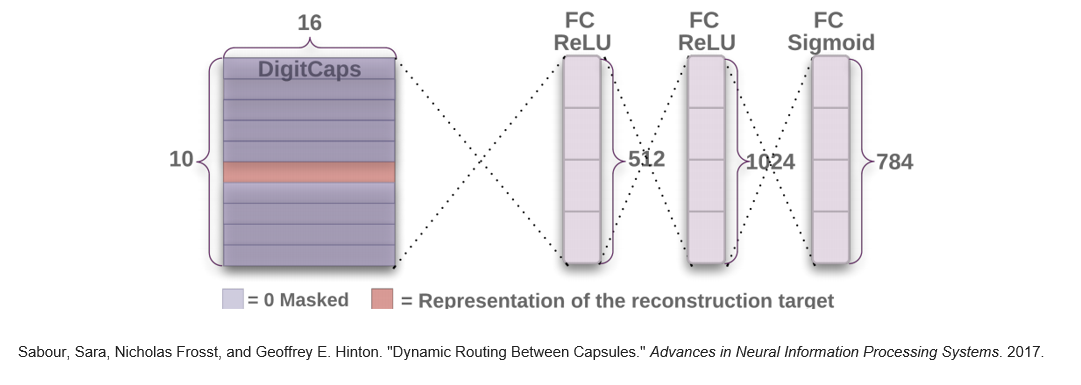 16
FC
ReLU
FC
ReLU
FC
Sigmoid
DigitCaps
10
512
1024
784
= 0 Masked
= Representation of the reconstruction target
Sabour, Sara, Nicholas Frosst, and Geoffrey E. Hinton. "Dynamic Routing Between Capsules." Advances in Neural Information Processing Systems. 2017.